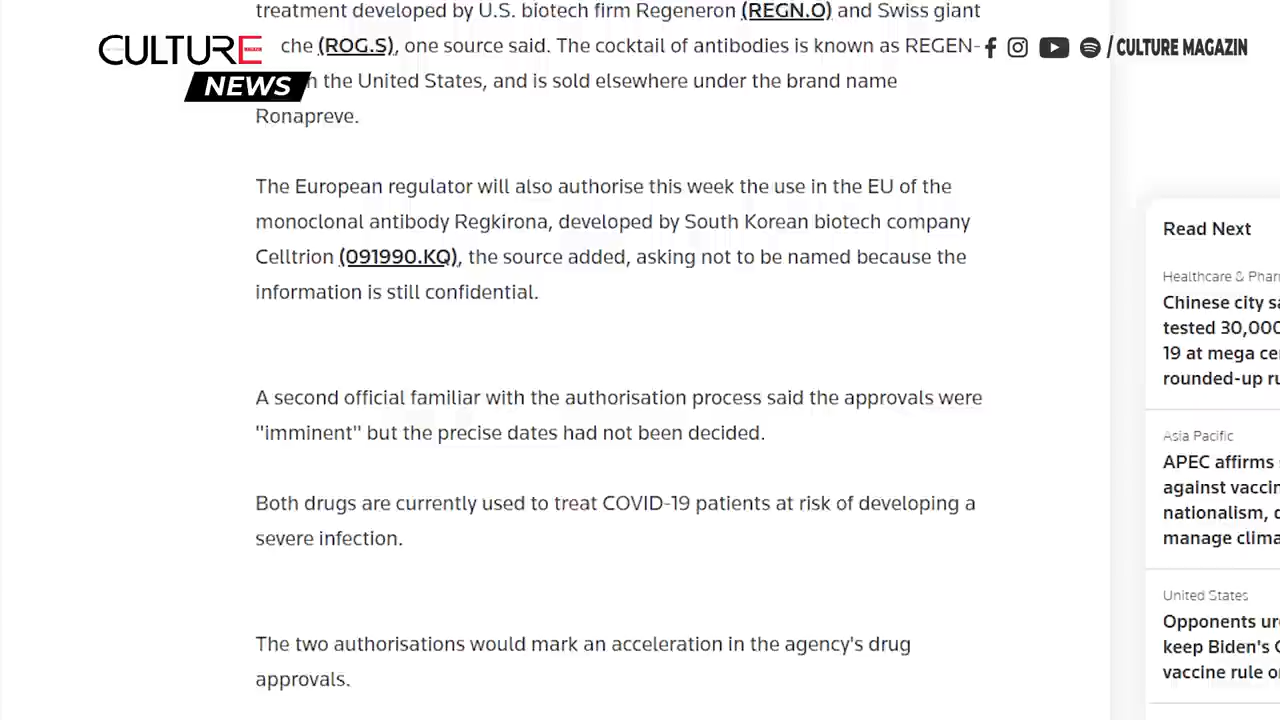 treatment developed by U.S. biotech firm Regeneron (REGN.O) and Swiss giant
CULTURE
che (ROG.S), one source said. The cocktail of antibodies is known as REGEN-
/ CULTURE MAGAZIN
NEWS
the United States, and is sold elsewhere under the brand name
Ronapreve.
The European regulator will also authorise this week the use in the EU of the
monoclonal antibody Regkirona, developed by South Korean biotech company
Celltrion (091990.KQ), the source added, asking not to be named because the
information is still confidential.
A second official familiar with the authorisation process said the approvals were
"imminent" but the precise dates had not been decided.
Both drugs are currently used to treat COVID-19 patients at risk of developing a
severe infection.
The two authorisations would mark an acceleration in the agency's drug
approvals.
Read Next
Healthcare & Phar
Chinese city sa
tested 30,000
19 at mega ce
rounded-up ru
Asia Pacific
APEC affirms
against vaccin
nationalism,
manage clima
United States
Opponents ur
keep Biden's
vaccine rule o